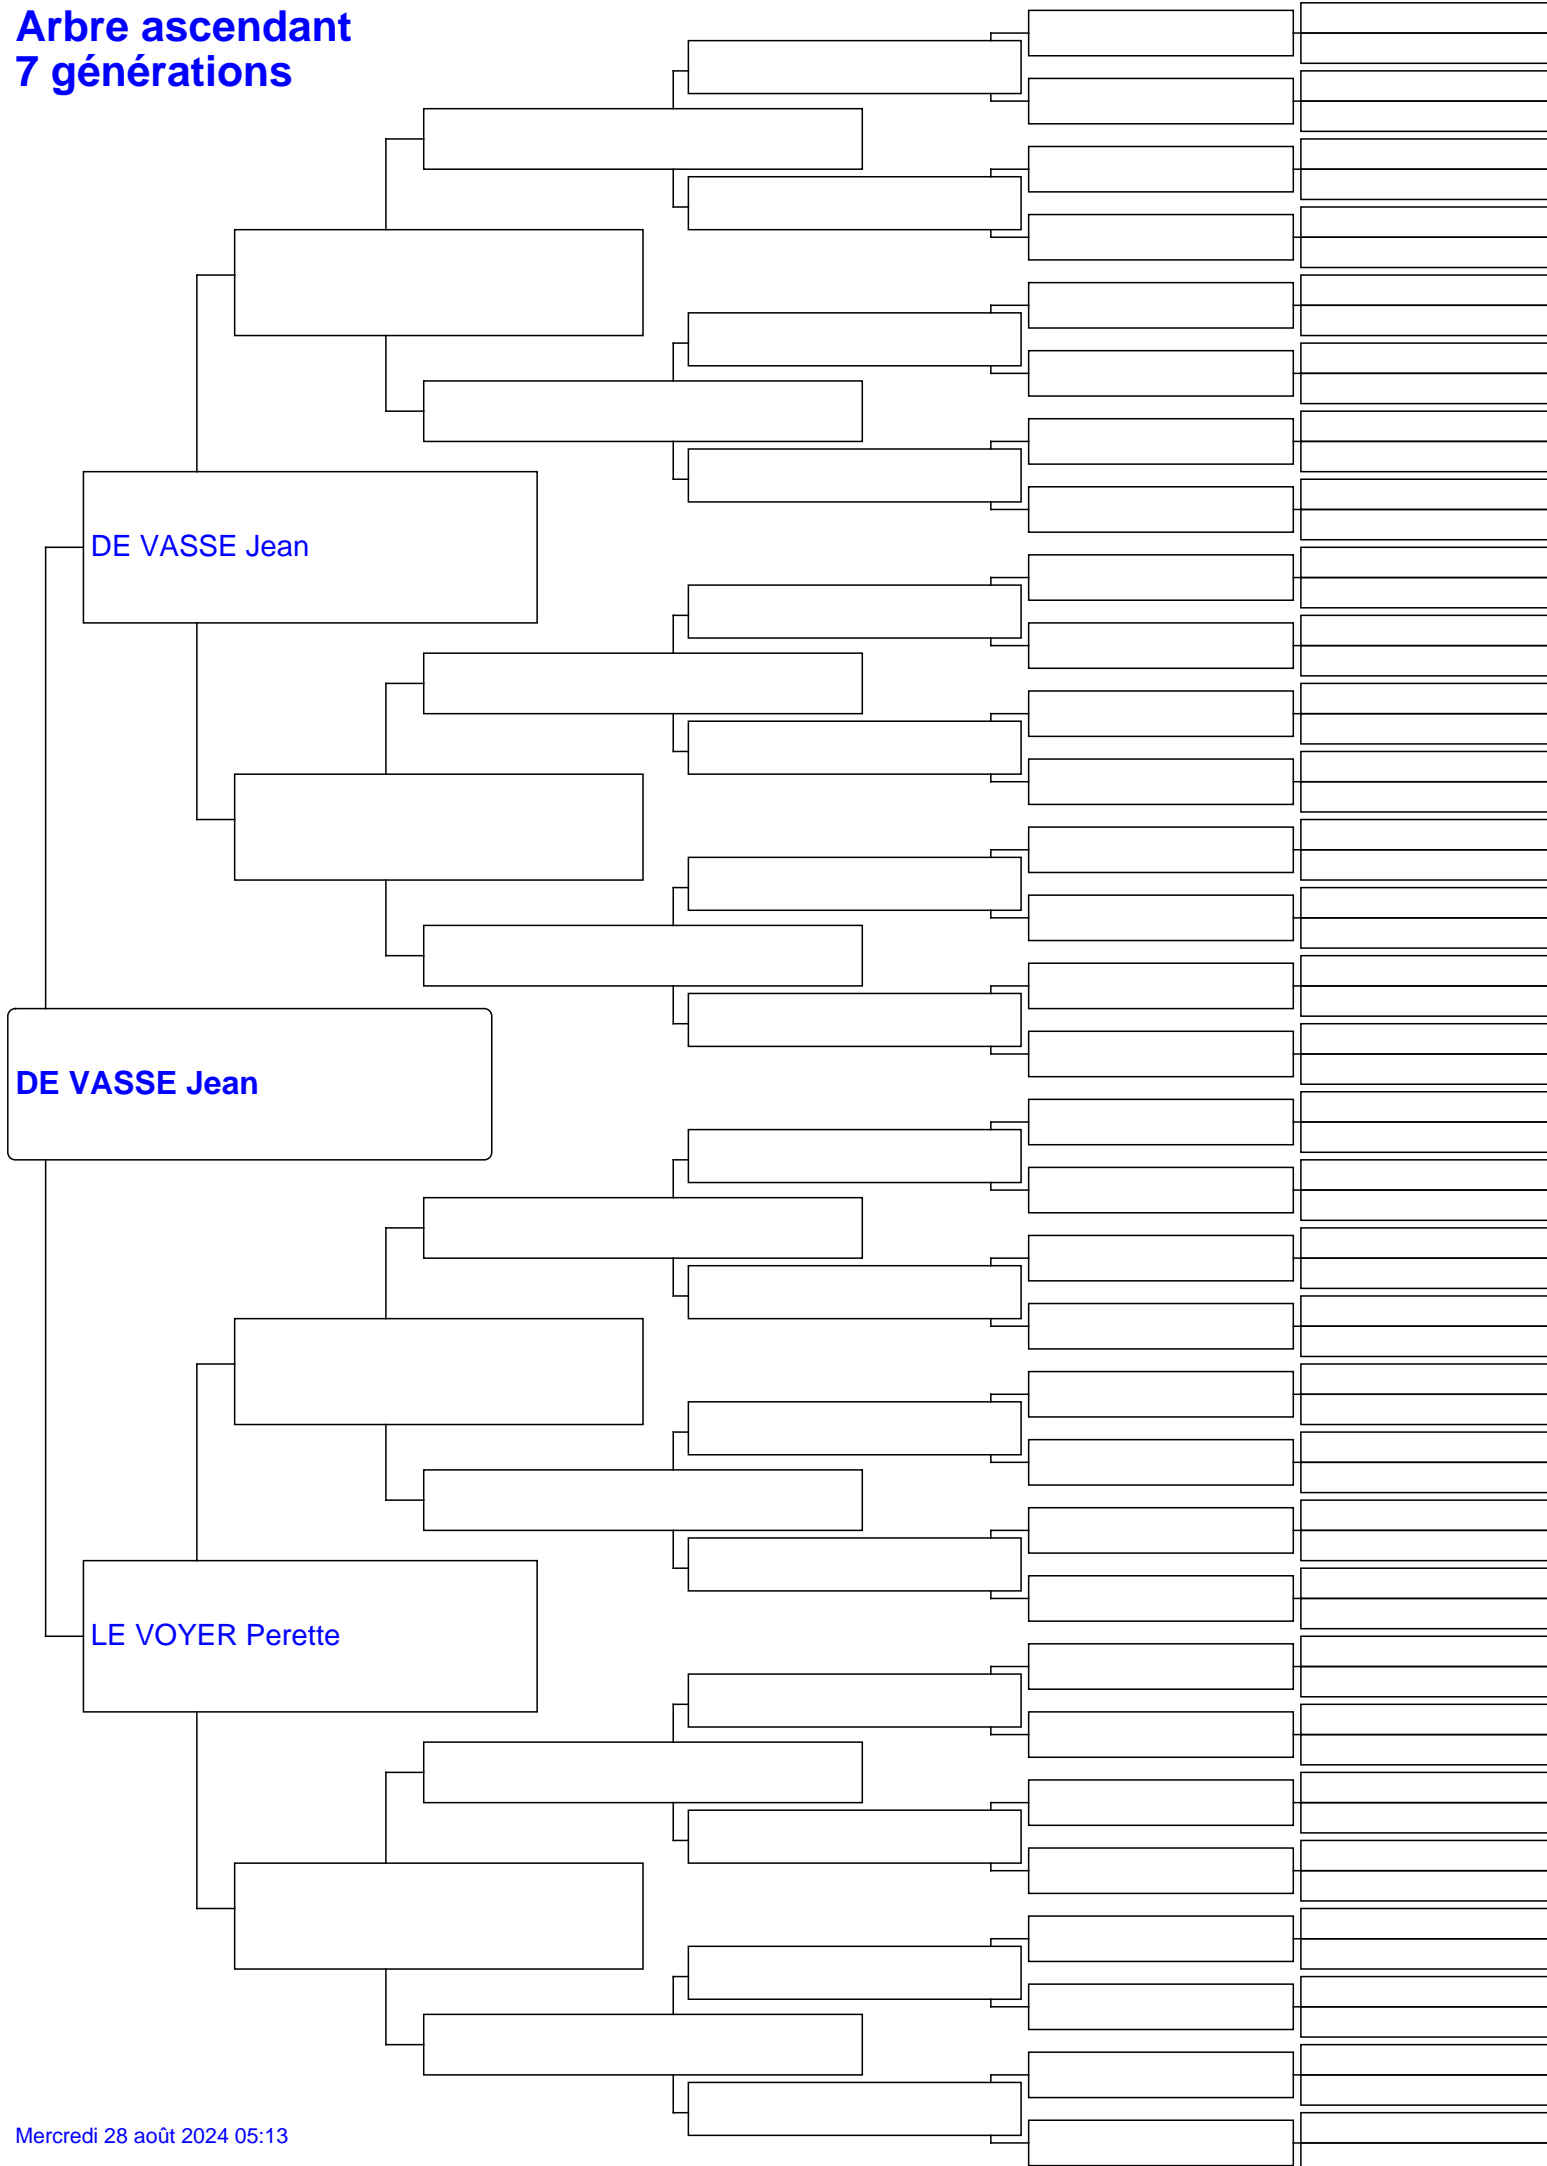 Arbre ascendant
7 générations
DE VASSE Jean
DE VASSE Jean
LE VOYER Perette
Mercredi 28 août 2024 05:13